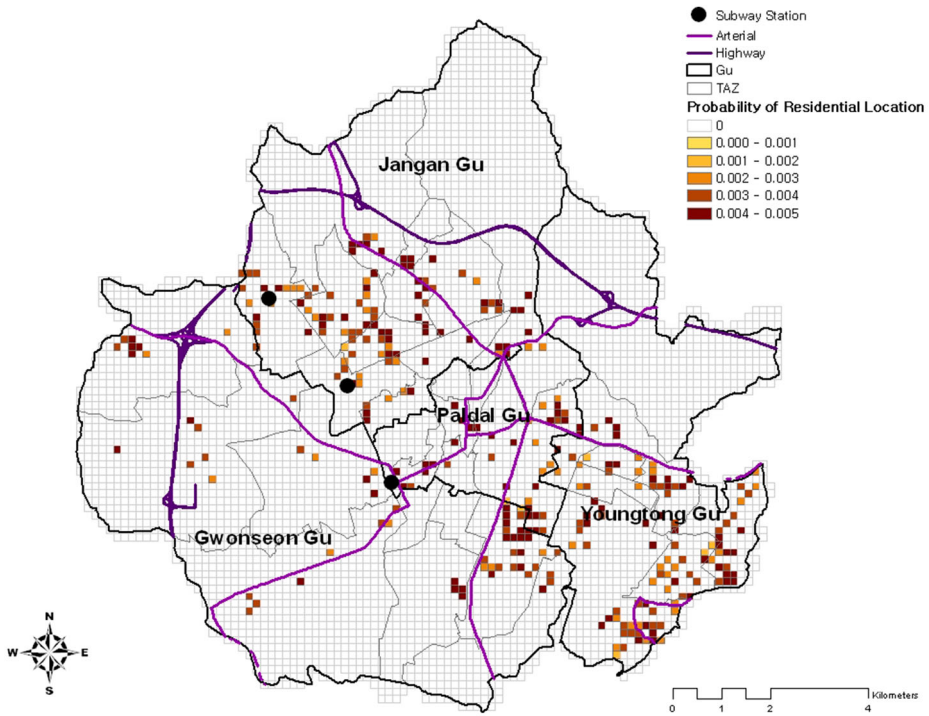 Subway Station
Arterial
Highway
Gu
TAZ
Probability of Residential Location
0
0.000 - 0.001
0.001 - 0.002
0.002 - 0.003
0.003 - 0.004
0.004 - 0.005
Jangan Gu
Paldal Gu
Youngtong Gu
Gwonseon Gu
N
W E
S
Kilometers
0 1 2 4